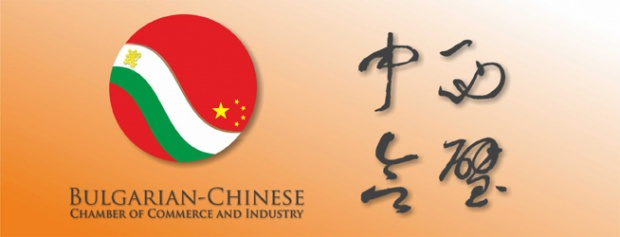 BULGARIAN-CHINESE
CHAMBER OF COMMERCE AND INDUSTRY
中西
合璧